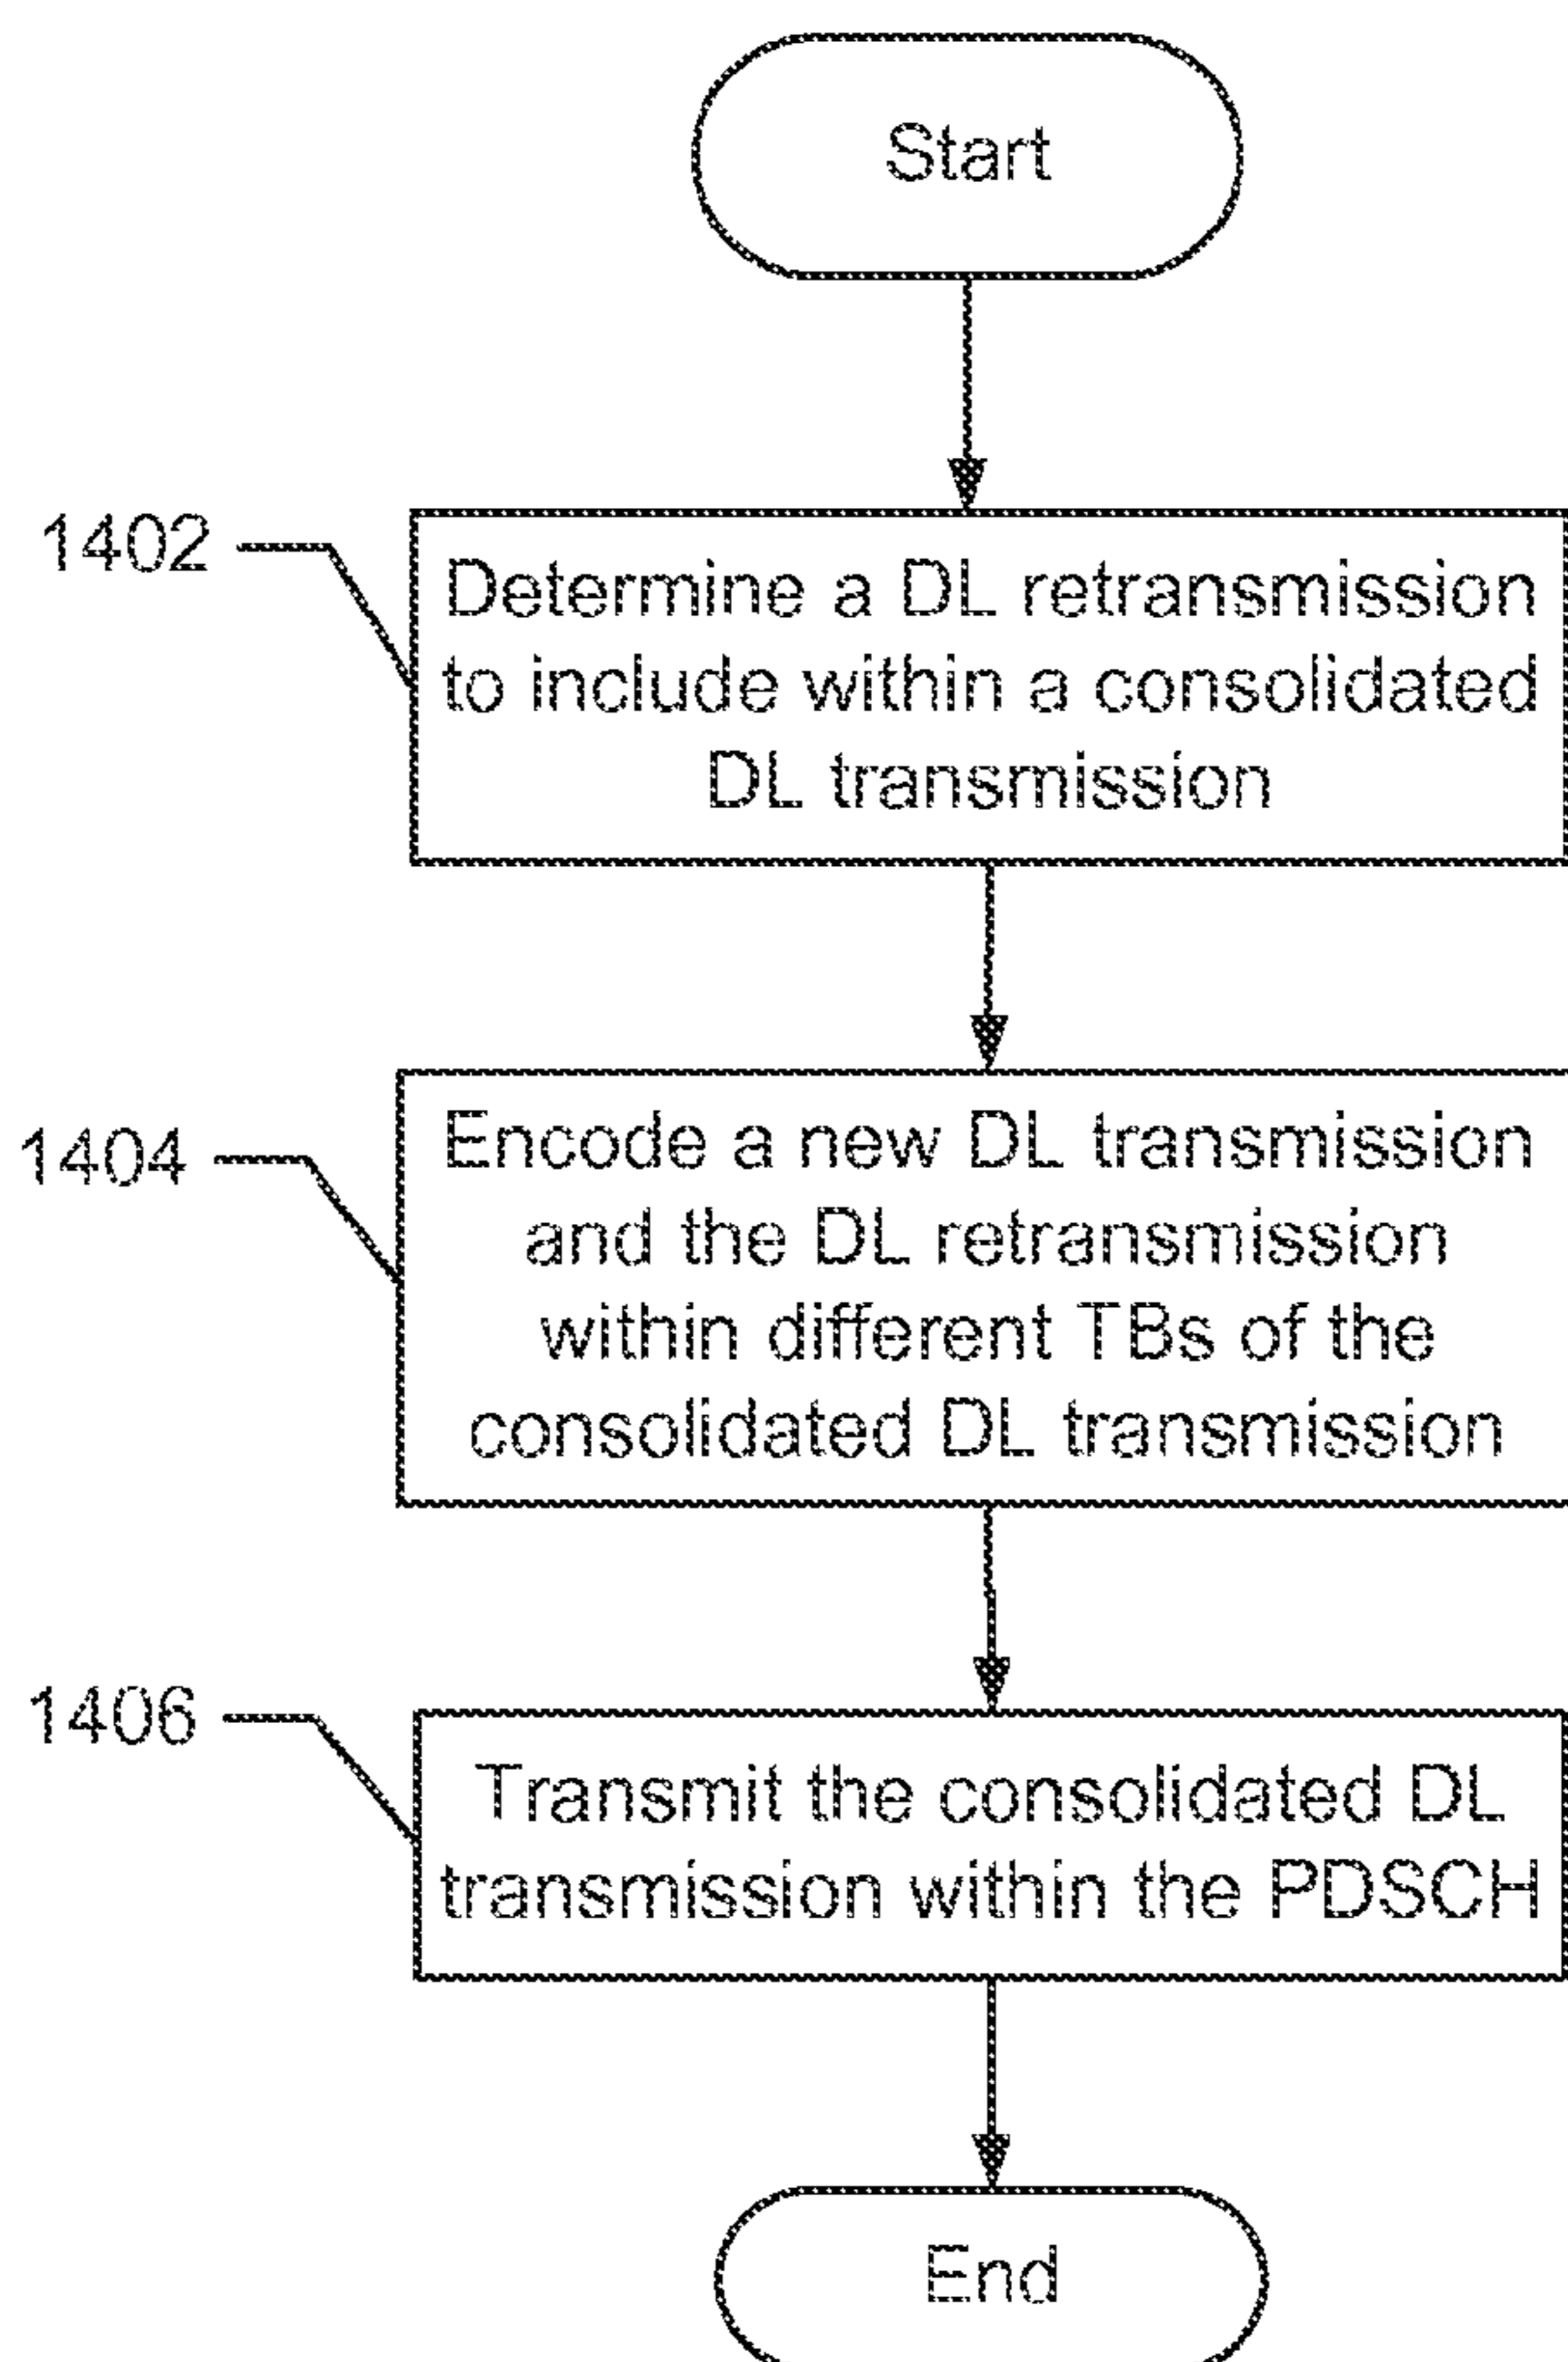 Start
1402
Determine a DL retransmission
to include within a consolidated
DL transmission
1404
Encode a new DL transmission
and the DL retransmission
within different TBs of the
consolidated DL transmission
1406
Transmit the consolidated DL
transmission within the PDSCH
End